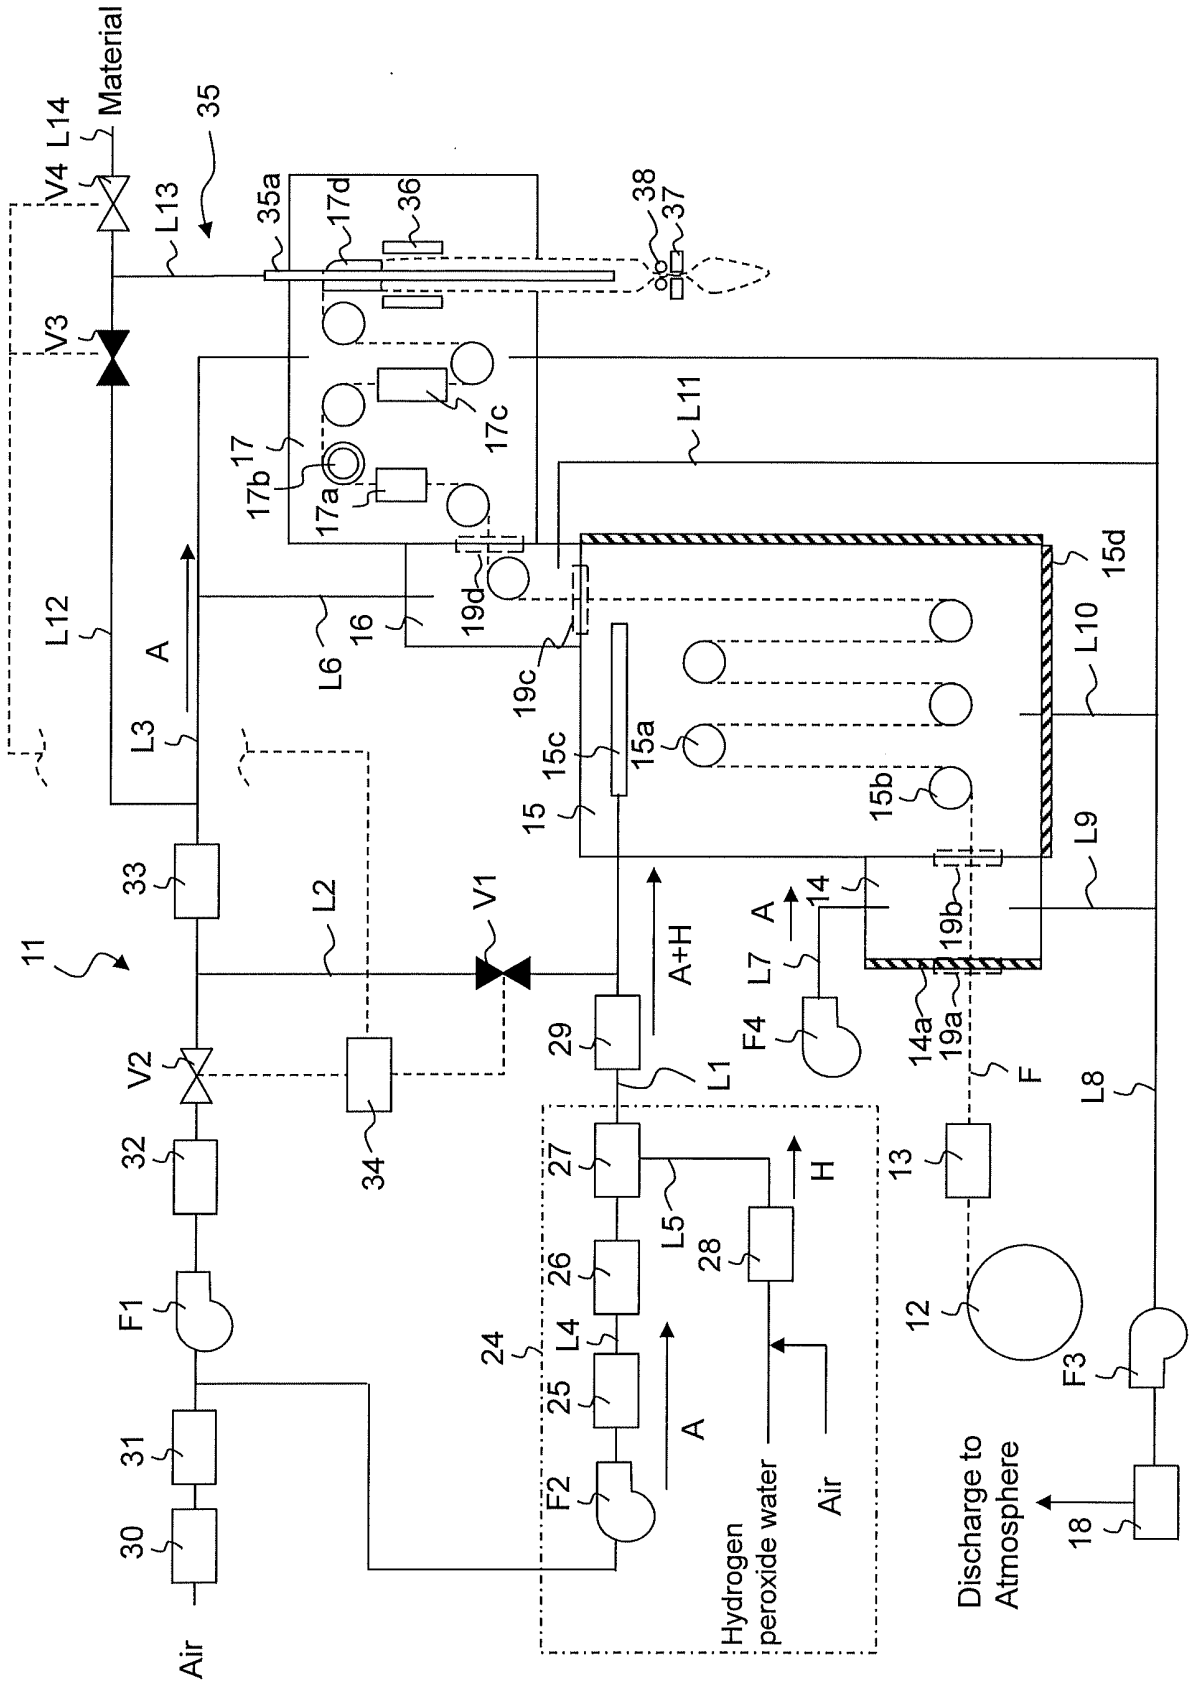 11
L12
V3
V4
L14
Material
30
31
F1
32
V2
33
L3
A
L13
35
Air
17
17b
35a
L2
L6
17a
17d
34
16
36
V1
19d
17c
24
F2
25
L4
26
27
29
15
19c
15c
15a
38
37
A
L5
28
H
L1
A+H
L11
Hydrogen
peroxide water
Air
F4
L7
A
14
15b
12
13
14a
19a
19b
Discharge to
Atmosphere
F
18
F3
L8
L9
L10
15d